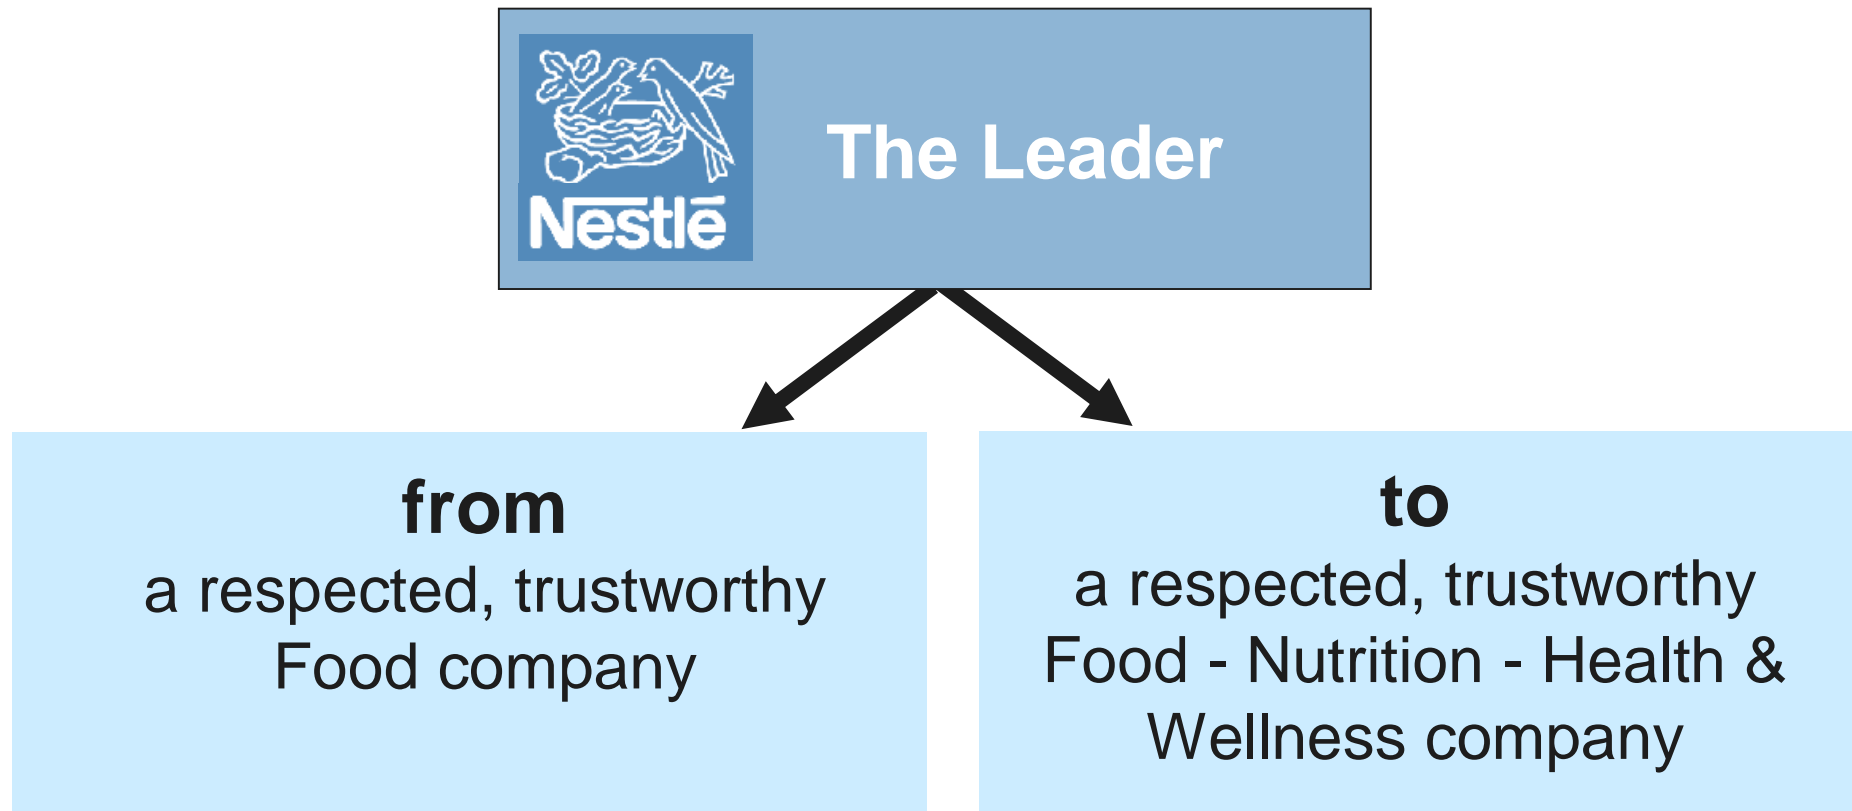 Nestlé
The Leader
from
a respected, trustworthy
Food company
to
a respected, trustworthy
Food - Nutrition - Health &
Wellness company